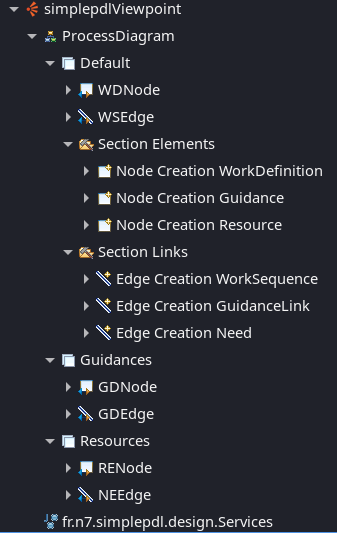 simplepdlViewpoint
ProcessDiagram
Default
WDNode
WSEdge
Section Elements
Node Creation WorkDefinition
Node Creation Guidance
Node Creation Resource
Section Links
Edge Creation WorkSequence
Edge Creation GuidanceLink
Edge Creation Need
Guidances
GDNode
GDEdge
Resources
RENode
NEEdge
fr.n7.simplepdl.design.Services